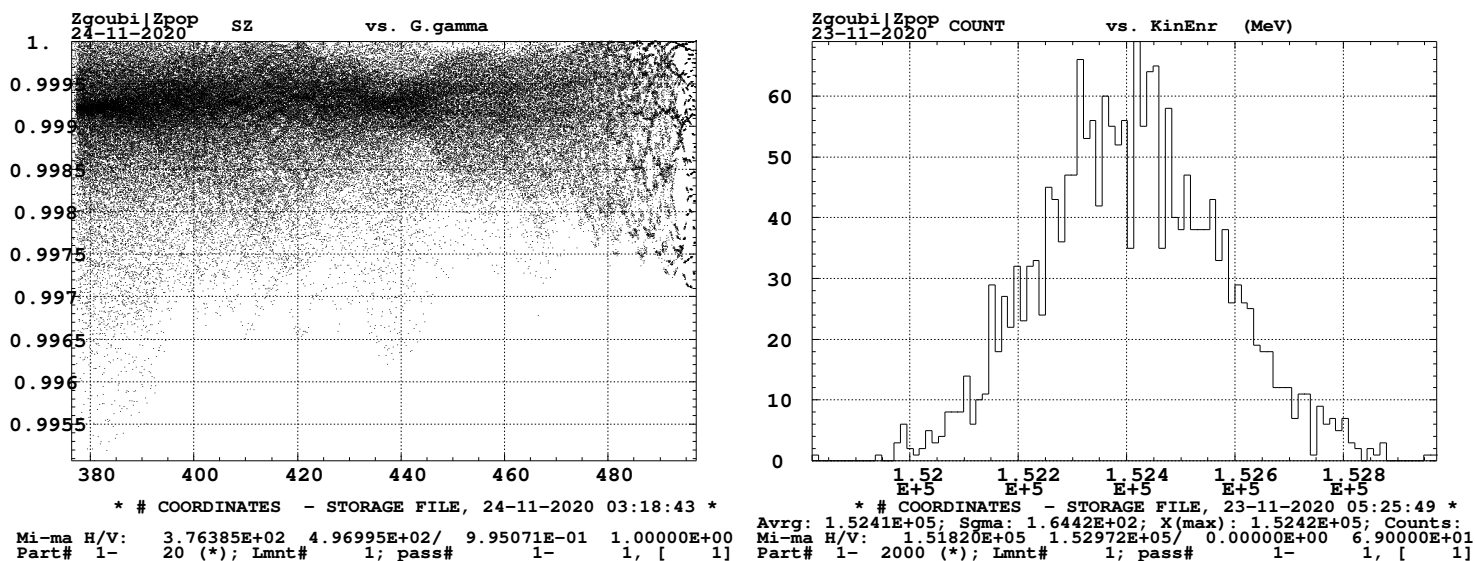 Zgoubi|Zpop
24-11-2020 SZ vs. G.gamma
1.
0.9995
0.999
0.9985
0.998
0.9975
0.997
0.9965
0.996
0.9955
380 400 420 440 460 480
* # COORDINATES - STORAGE FILE, 24-11-2020 03:18:43 *
Mi-ma H/V: 3.76385E+02 4.96995E+02/ 9.95071E-01 1.00000E+00
Part# 1- 20 (*); Lmnt# 1; pass# 1- 1, [ 1]
Zgoubi|Zpop
23-11-2020 COUNT vs. KinEnr (MeV)
60
50
40
30
20
10
0
1.52 1.522 1.524 1.526 1.528
E+5 E+5 E+5 E+5 E+5
* # COORDINATES - STORAGE FILE, 23-11-2020 05:25:49 *
Avrg: 1.5241E+05; Sgma: 1.6442E+02; X(max): 1.5242E+05; Counts:
Mi-ma H/V: 1.51820E+05 1.52972E+05/ 0.00000E+00 6.90000E+01
Part# 1- 2000 (*); Lmnt# 1; pass# 1- 1, [ 1]